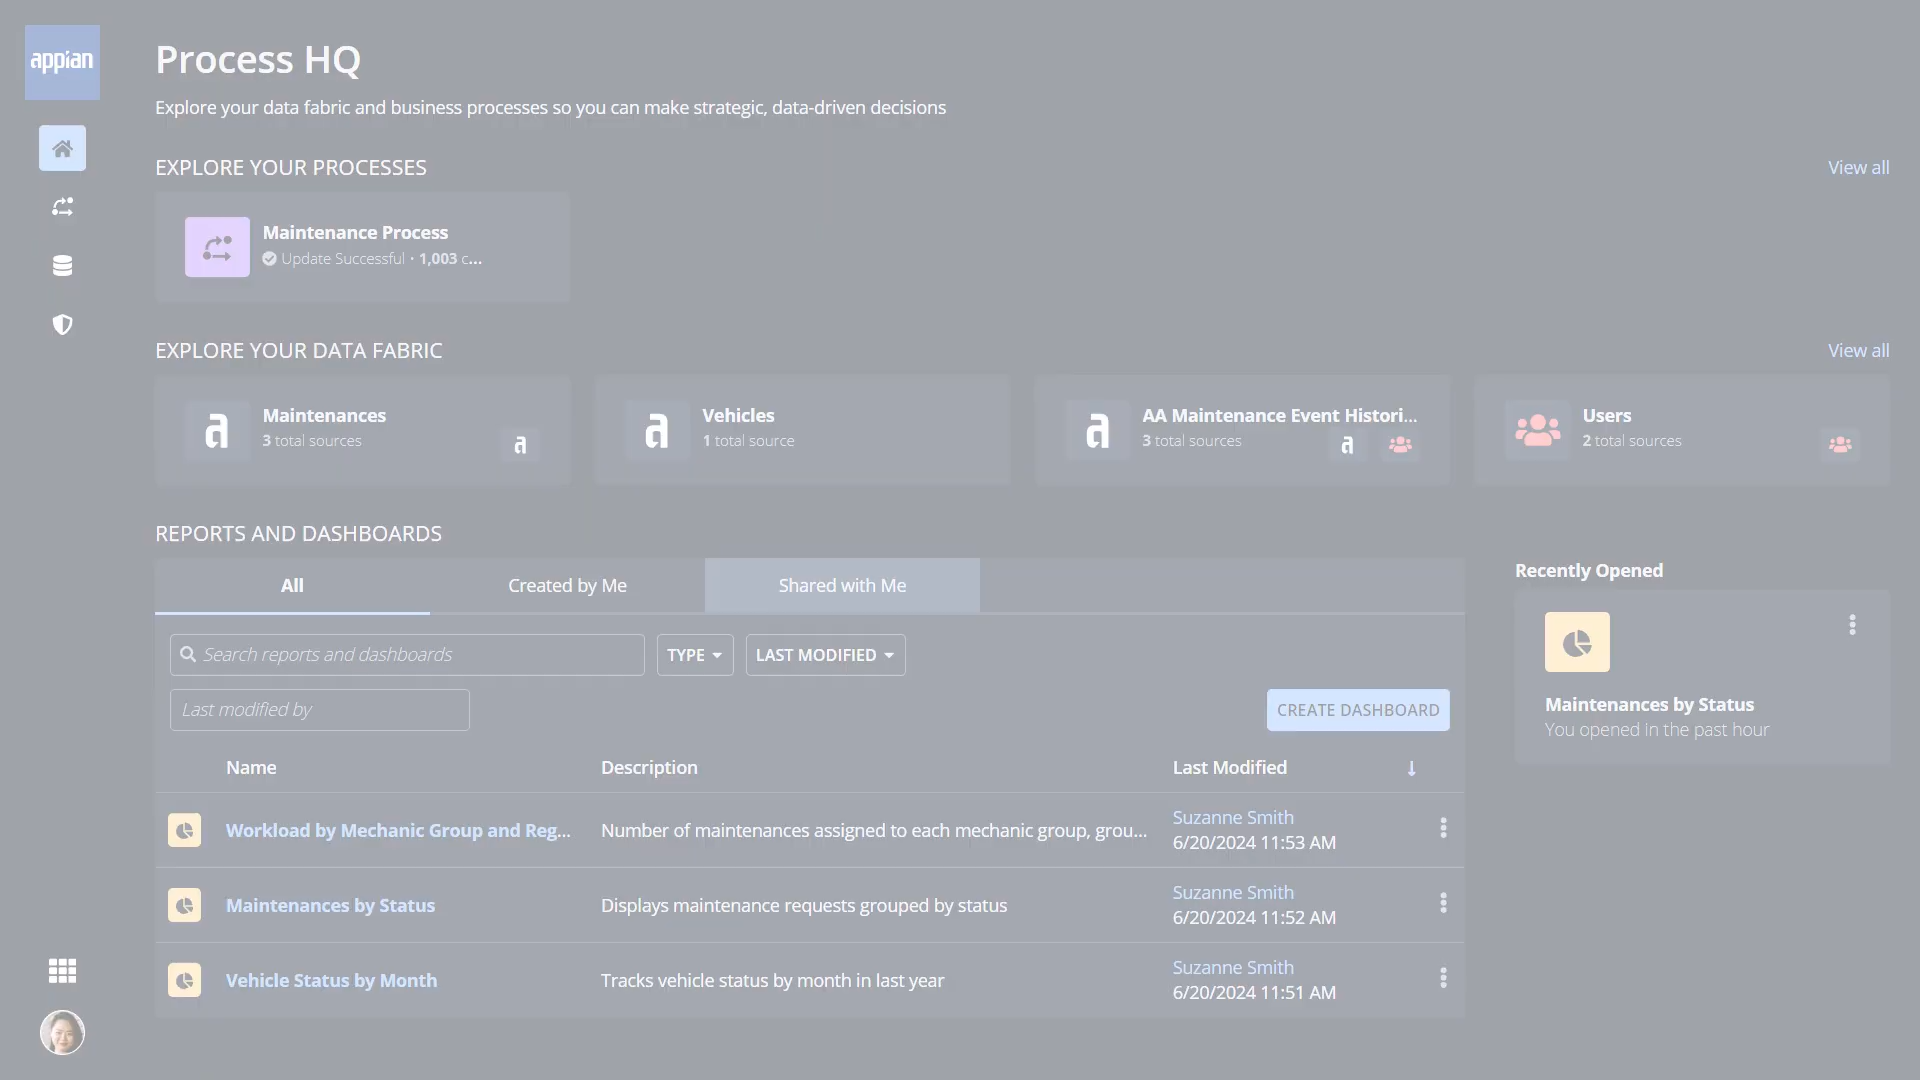 appian
Process HQ
Explore your data fabric and business processes so you can make strategic, data-driven decisions
EXPLORE YOUR PROCESSES
View all
Maintenance Process
Update Successful · 1,003 c...
EXPLORE YOUR DATA FABRIC
View all
Maintenances
3 total sources
a
a
Vehicles
1 total source
a
AA Maintenance Event Histori...
3 total sources
a
a
Users
2 total sources
REPORTS AND DASHBOARDS
All
Created by Me
Shared with Me
Search reports and dashboards
TYPE
LAST MODIFIED
Last modified by
CREATE DASHBOARD
Name
Description
Last Modified
Workload by Mechanic Group and Reg...
Number of maintenances assigned to each mechanic group, grou...
Suzanne Smith
6/20/2024 11:53 AM
Maintenances by Status
Displays maintenance requests grouped by status
Suzanne Smith
6/20/2024 11:52 AM
Vehicle Status by Month
Tracks vehicle status by month in last year
Suzanne Smith
6/20/2024 11:51 AM
Recently Opened
Maintenances by Status
You opened in the past hour